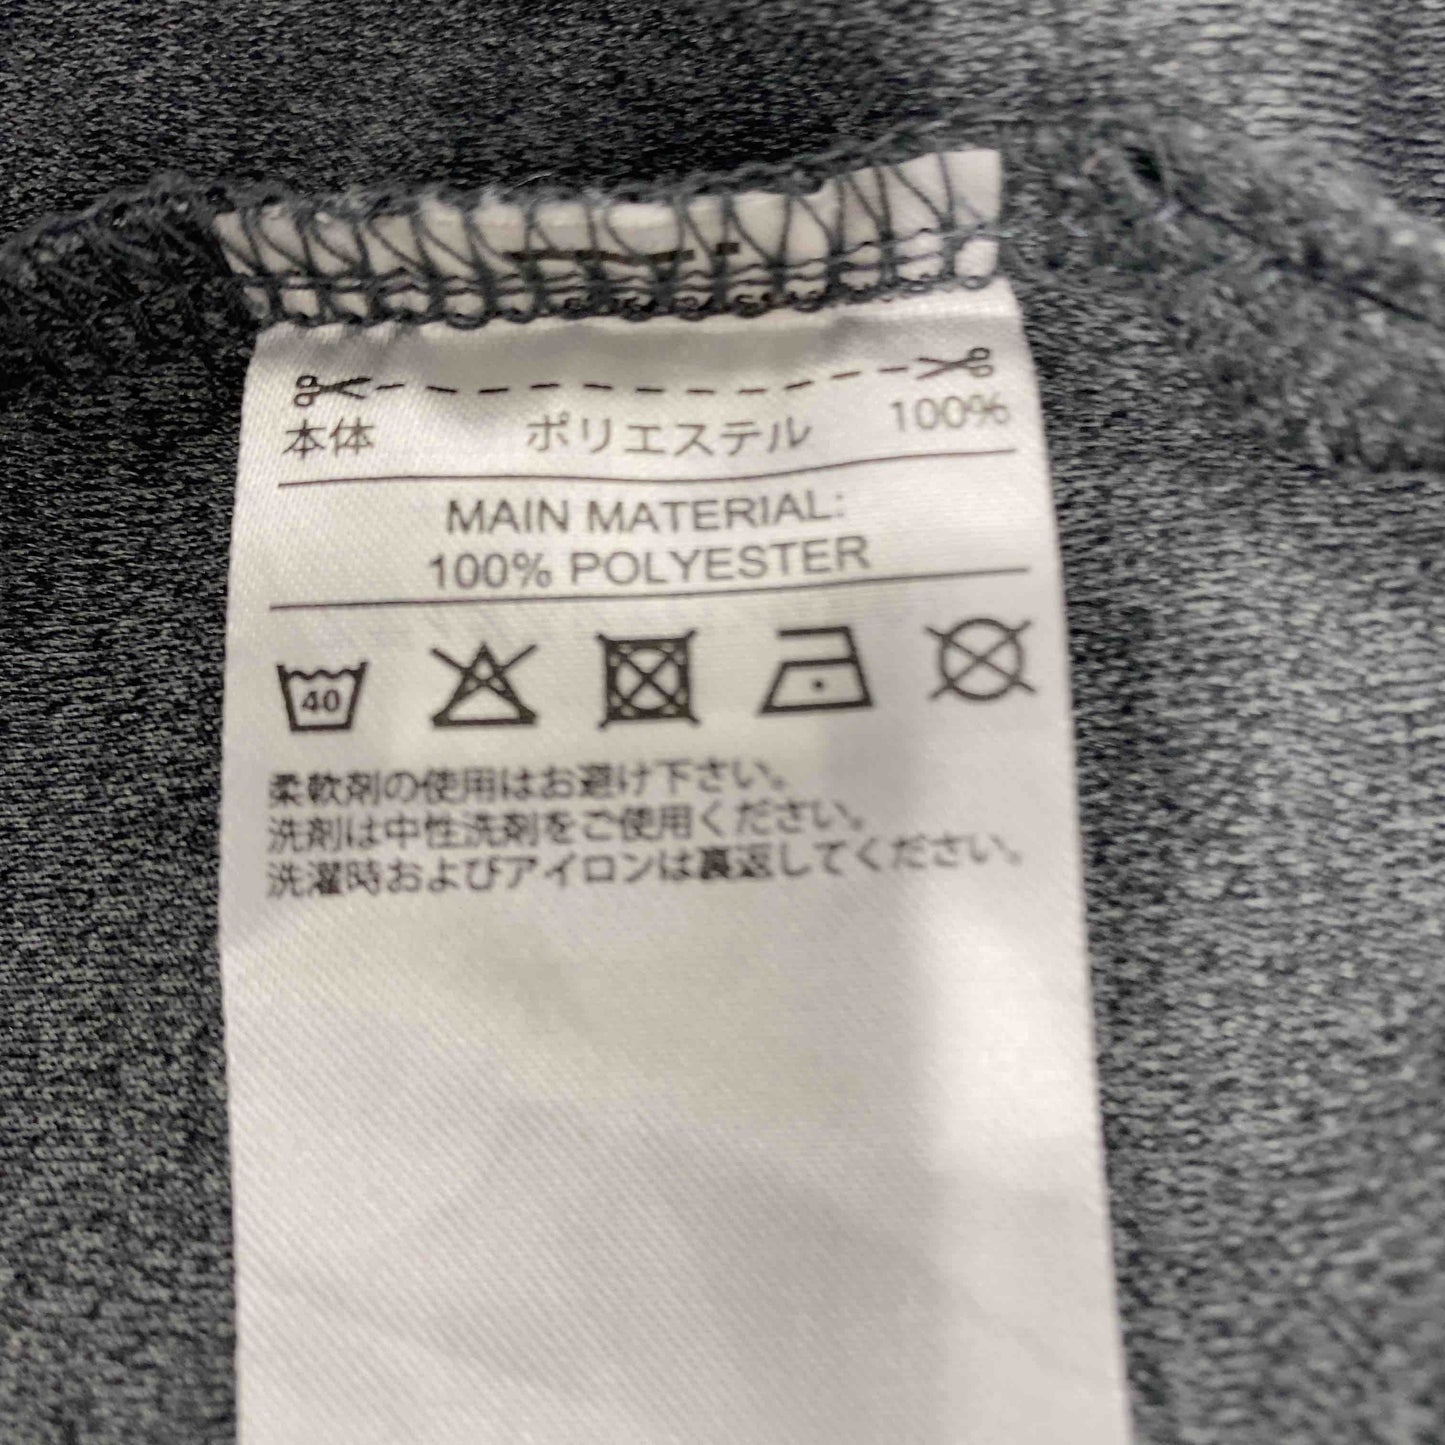 本体 ポリエステル 100%
MAIN MATERIAL:
100% POLYESTER
40
柔軟剤の使用はお避け下さい。
洗剤は中性洗剤をご使用ください。
洗濯時およびアイロンは裏返してください。